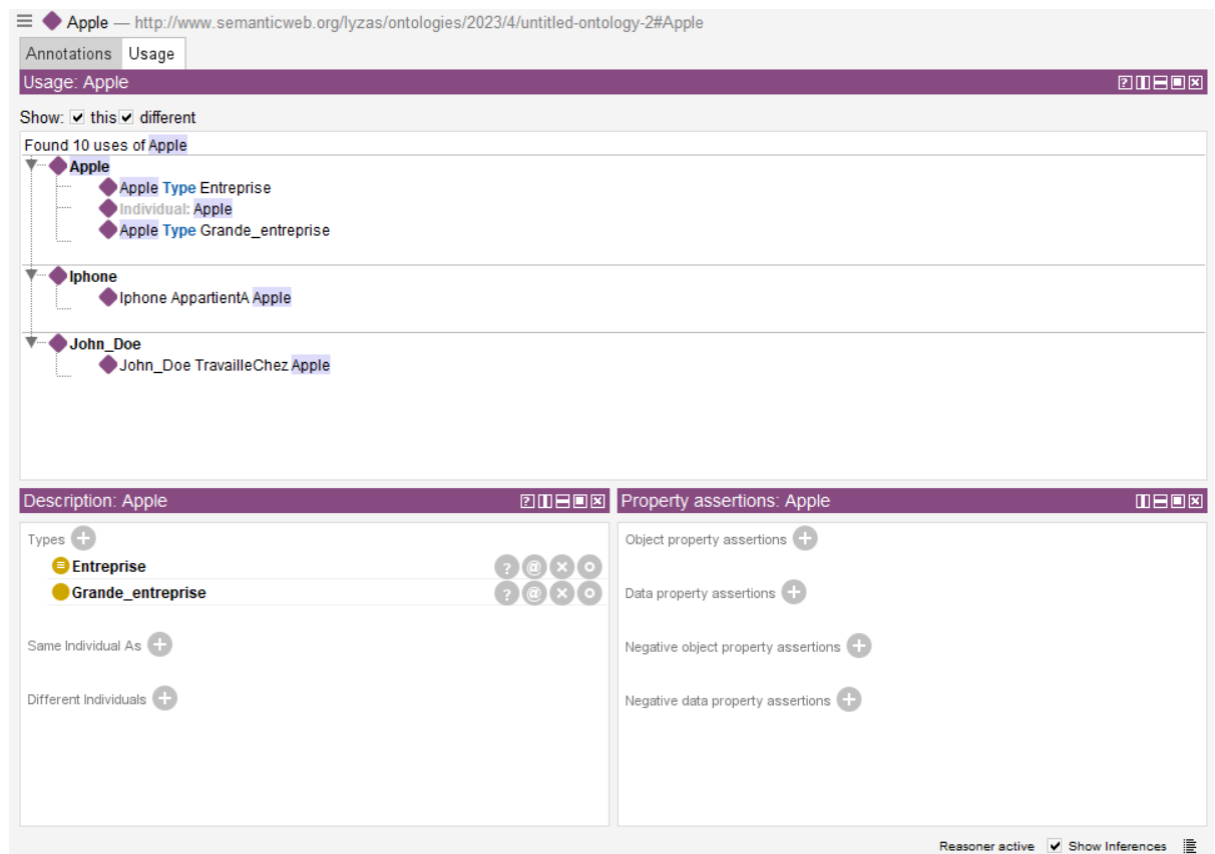 Apple — http://www.semanticweb.org/lyzas/ontologies/2023/4/untitled-ontology-2#Apple
Annotations Usage
Usage: Apple
Show: this different
Found 10 uses of Apple
Apple
Apple Type Entreprise
Individual: Apple
Apple Type Grande_entreprise
Iphone
Iphone AppartientA Apple
John_Doe
John_Doe TravailleChez Apple
Description: Apple
Types
Entreprise
Grande_entreprise
Same Individual As
Different Individuals
Property assertions: Apple
Object property assertions
Data property assertions
Negative object property assertions
Negative data property assertions
Reasoner active Show Inferences